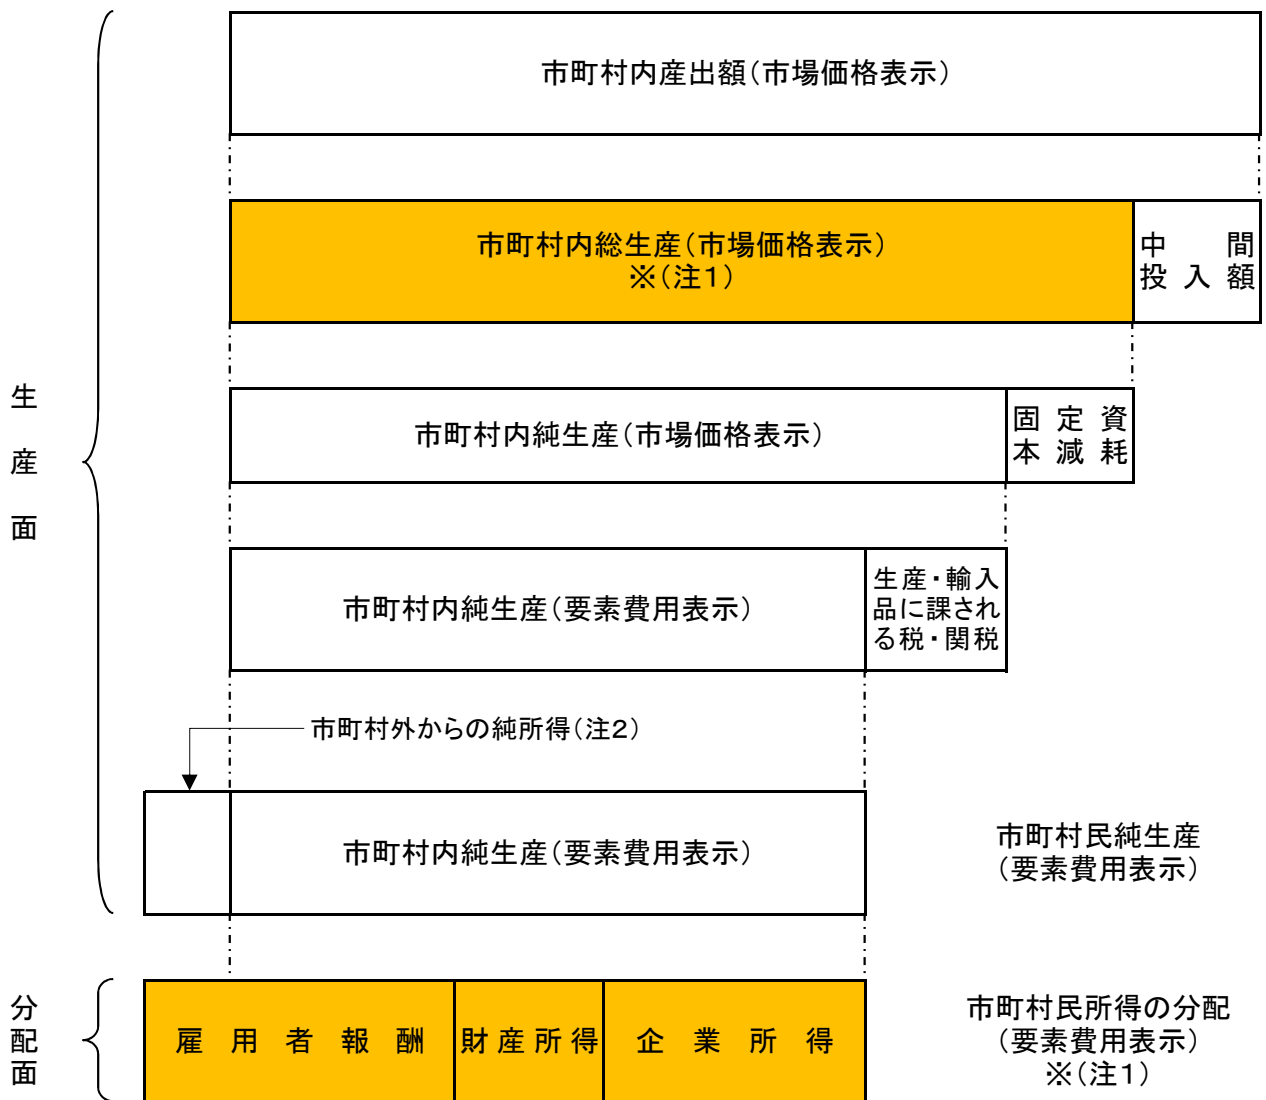 市町村内産出額(市場価格表示)
市町村内総生産(市場価格表示)
※(注1)
中間
投入額
市町村内純生産(市場価格表示)
固定資
本減耗
生
産
面
市町村内純生産(要素費用表示)
生産・輸入
品に課され
る税・関税
市町村外からの純所得(注2)
市町村内純生産(要素費用表示)
市町村民純生産
(要素費用表示)
分
配
面
雇用者報酬
財産所得
企業所得
市町村民所得の分配
(要素費用表示)
※(注1)